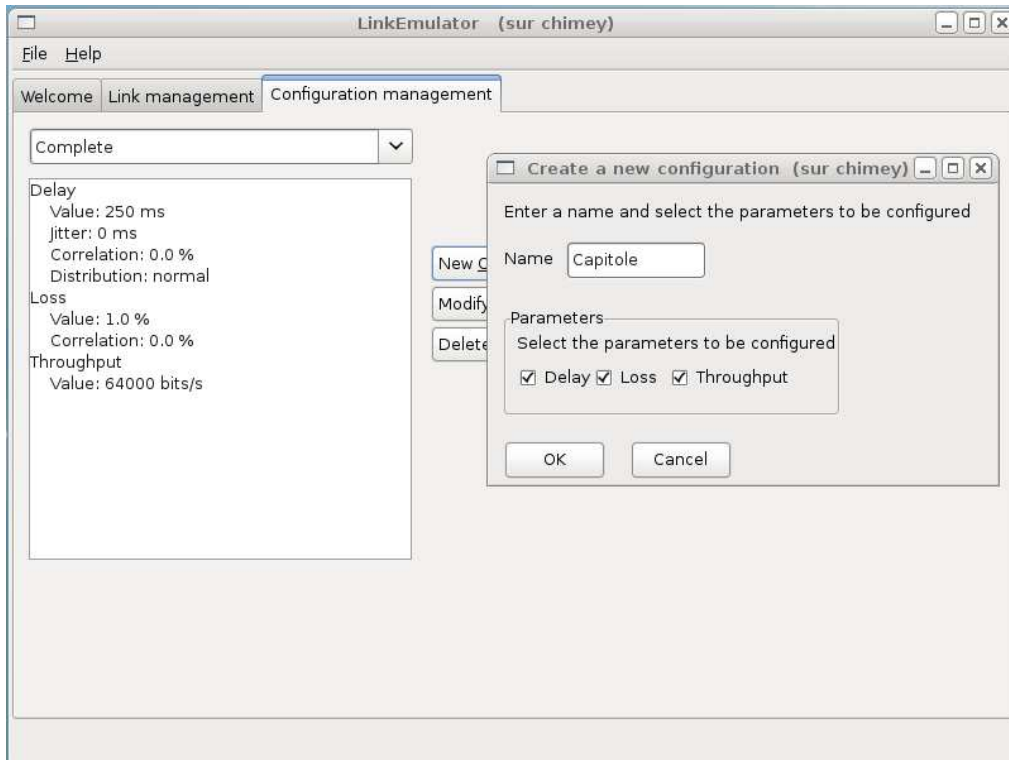 LinkEmulator (sur chimey)
File Help
Welcome Link management Configuration management
Complete
Delay
Value: 250 ms
Jitter: 0 ms
Correlation: 0.0 %
Distribution: normal
Loss
Value: 1.0 %
Correlation: 0.0 %
Throughput
Value: 64000 bits/s
New C
Modify
Delete
Create a new configuration (sur chimey)
Enter a name and select the parameters to be configured
Name Capitole
Parameters
Select the parameters to be configured
Delay Loss Throughput
OK Cancel